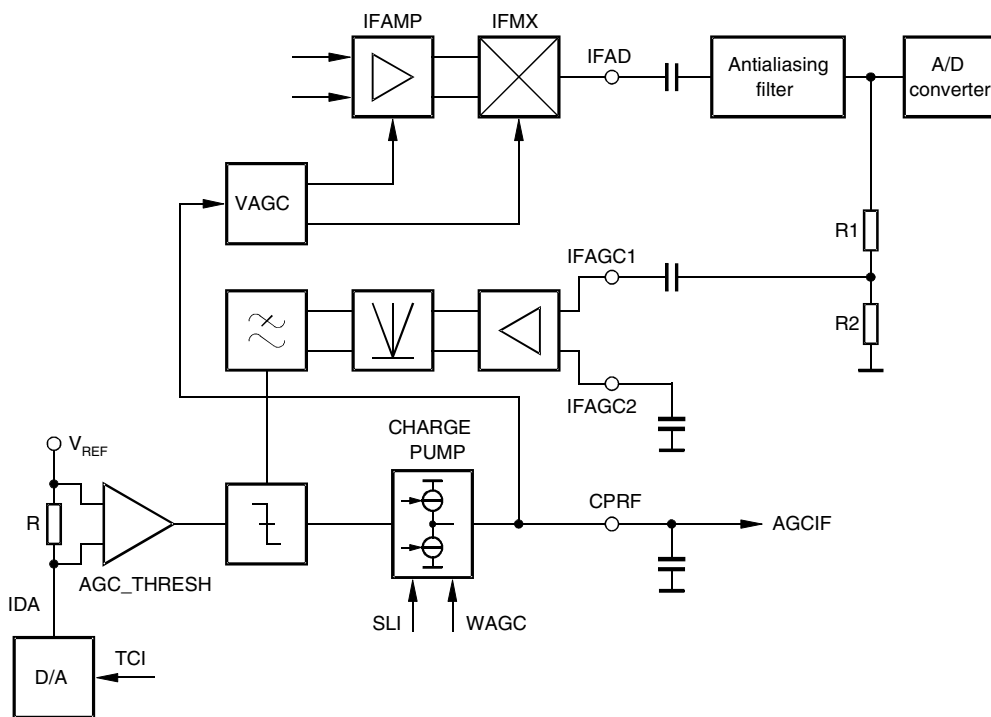 IFAMP
IFMX
IFAD
Antialiasing
filter
A/D
converter
VAGC
R1
IFAGC1
R2
IFAGC2
CHARGE
PUMP
VREF
CPRF
R
AGCIF
AGC_THRESH
IDA
SLI
WAGC
TCI
D/A